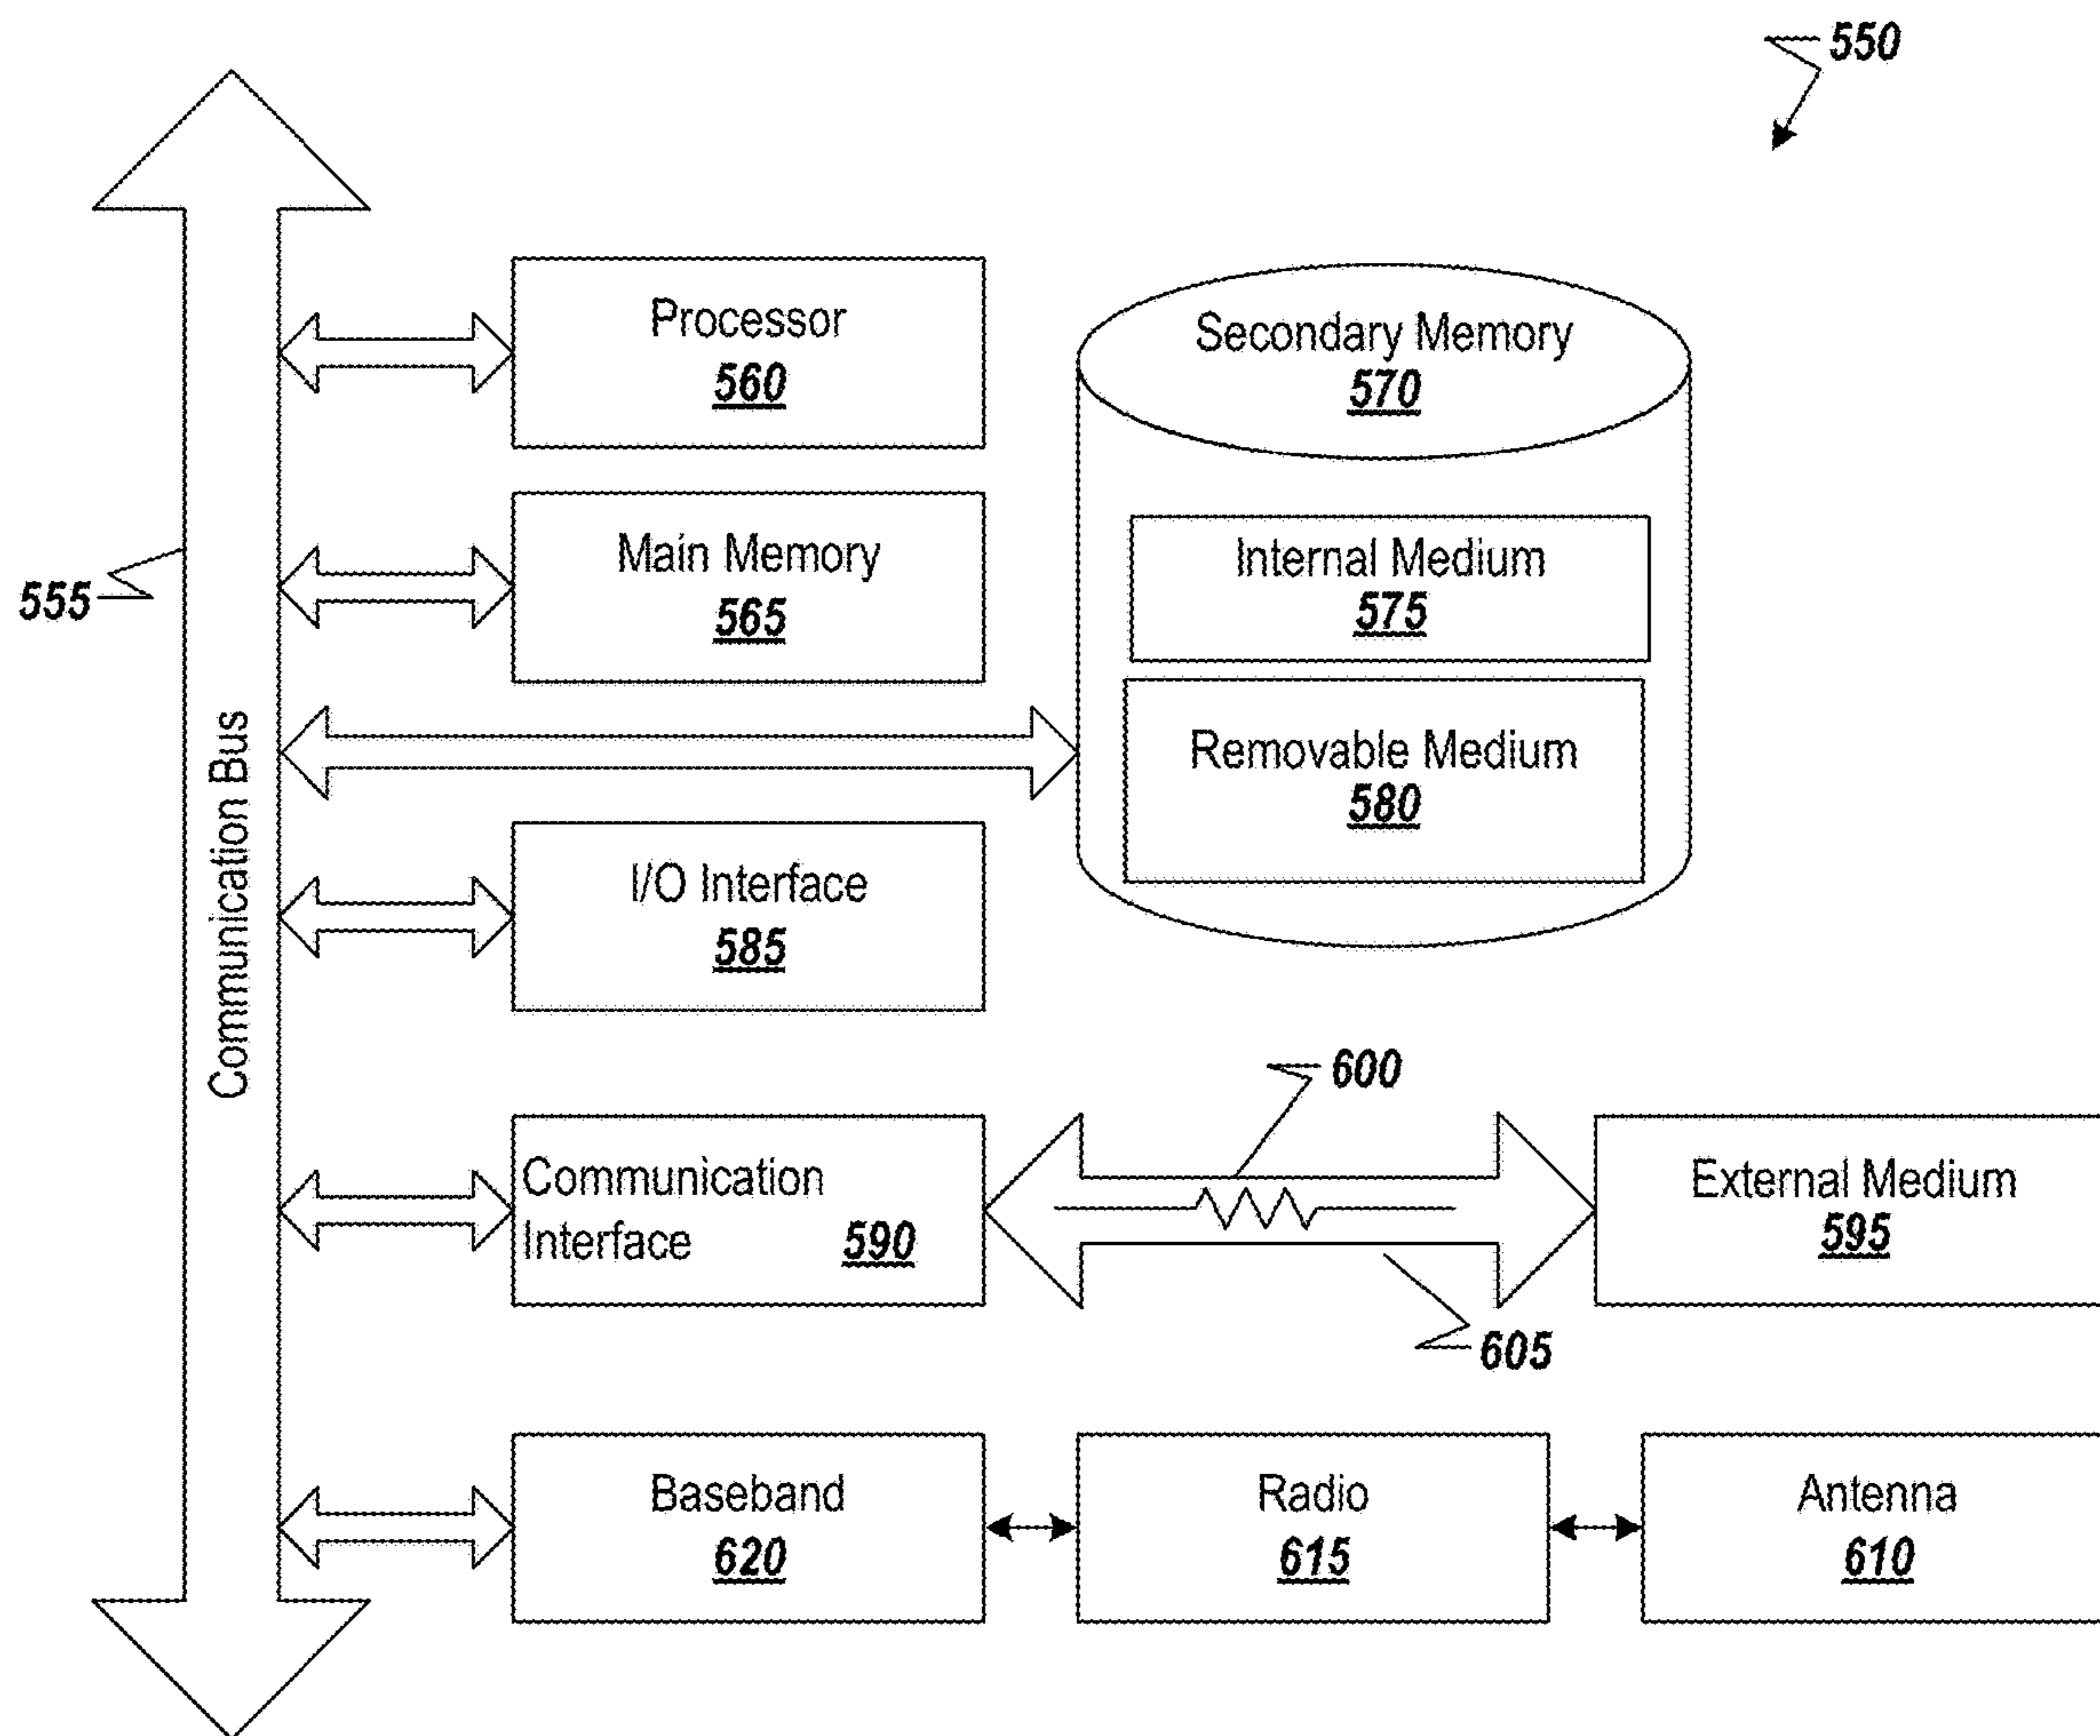 550
Processor
560
Secondary Memory
570
Main Memory
565
Internal Medium
575
555
Removable Medium
580
Communication Bus
I/O Interface
585
600
Communication
Interface 590
External Medium
595
605
Baseband
620
Radio
615
Antenna
610